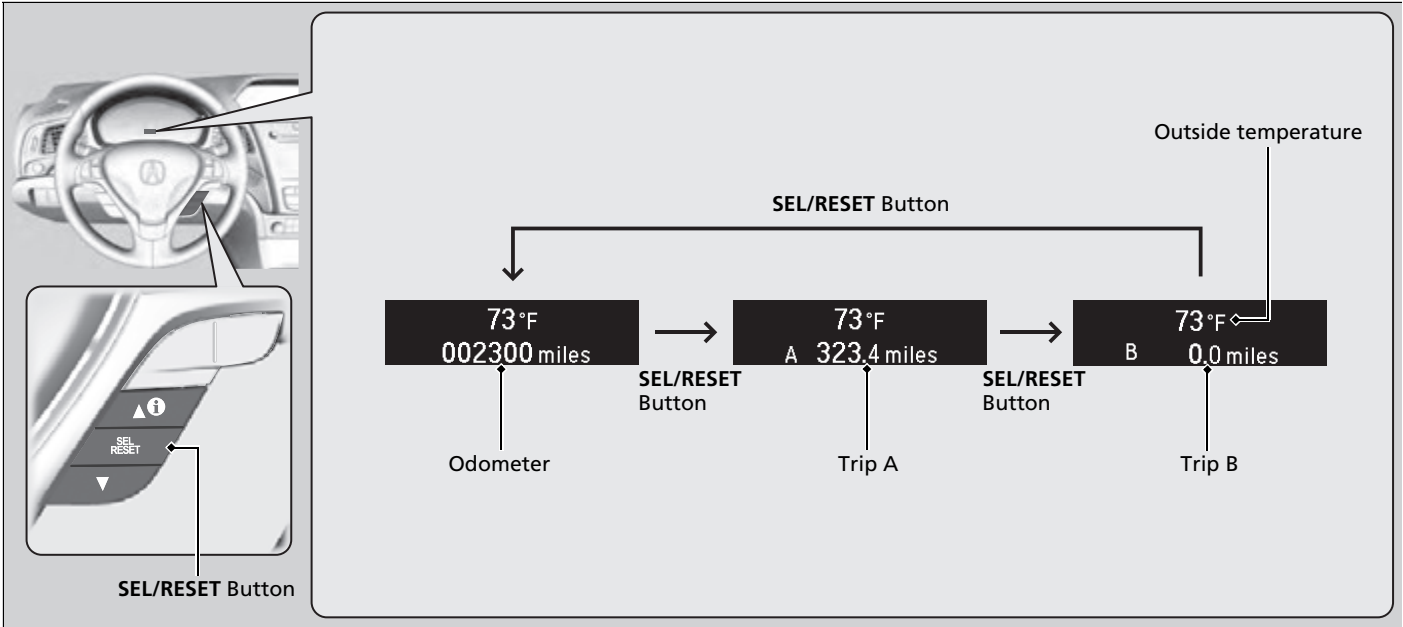 Outside temperature
SEL/RESET Button
73°F
002300 miles
SEL/RESET
Button
73°F
A 323.4 miles
SEL/RESET
Button
73°F
B 0.0 miles
Odometer
Trip A
Trip B
SEL
RESET
SEL/RESET Button